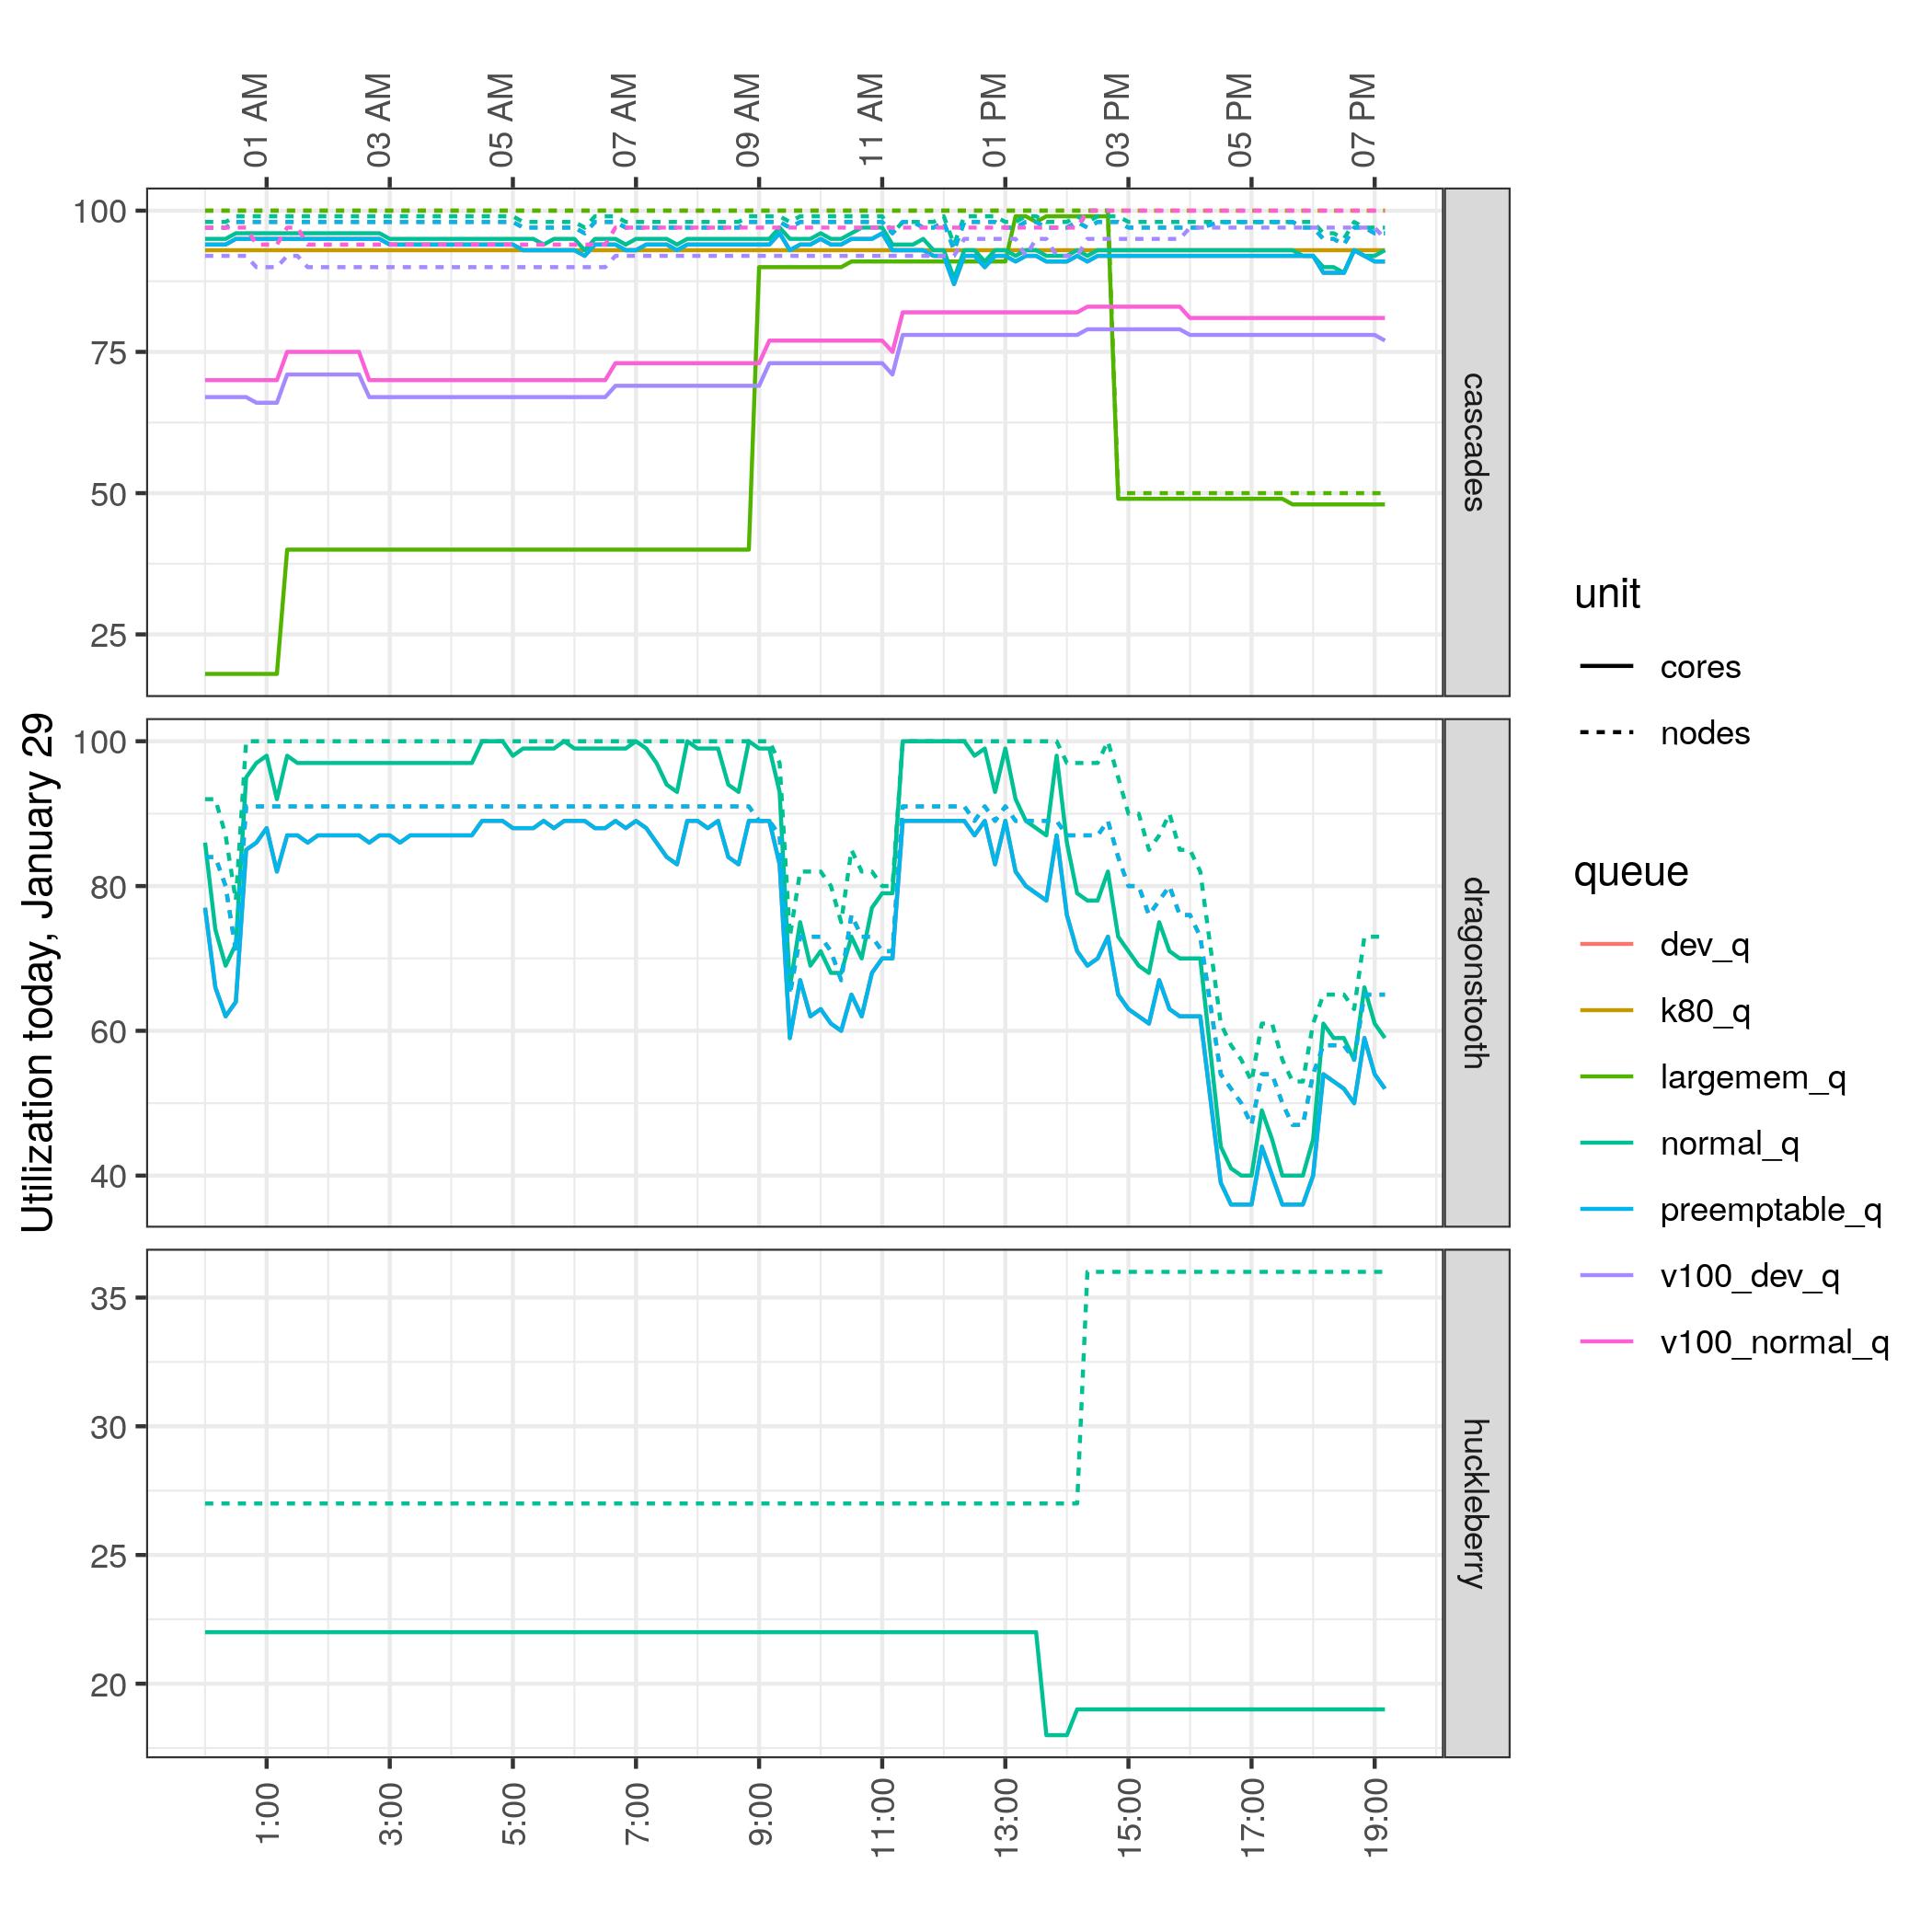 01 AM
03 AM
05 AM
07 AM
09 AM
11 AM
01 PM
03 PM
05 PM
07 PM
Utilization today, January 29
100
75
50
25
cascades
100
80
60
40
dragonstooth
35
30
25
20
huckleberry
1:00
3:00
5:00
7:00
9:00
11:00
13:00
15:00
17:00
19:00
unit
cores
nodes
queue
dev_q
k80_q
largemem_q
normal_q
preemptable_q
v100_dev_q
v100_normal_q